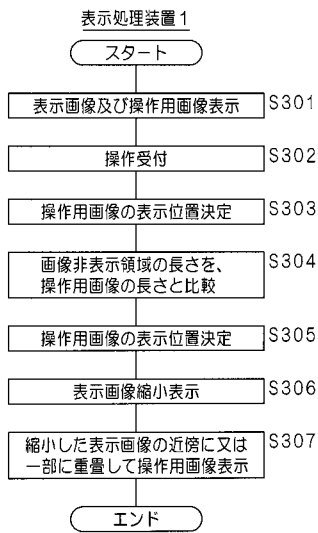 表示処理装置1
スタート
表示画像及び操作用画像表示 S301
操作受付 S302
操作用画像の表示位置決定 S303
画像非表示領域の長さを、 S304
操作用画像の長さと比較
操作用画像の表示位置決定 S305
表示画像縮小表示 S306
縮小した表示画像の近傍に又は S307
一部に重畳して操作用画像表示
エンド